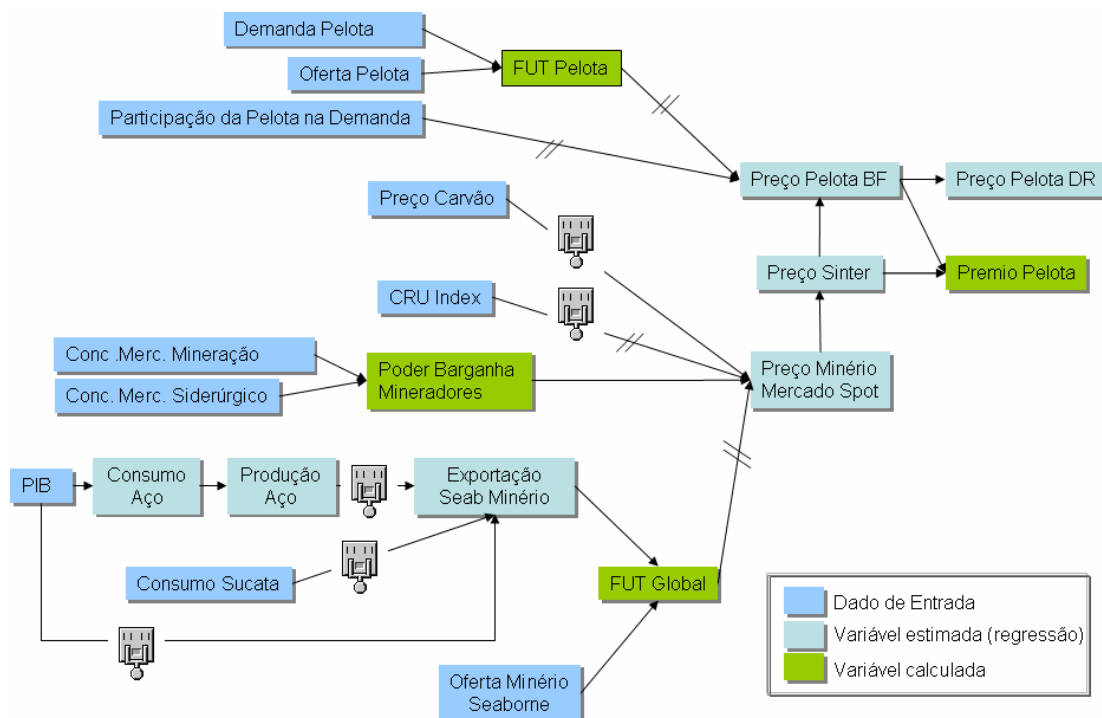 Demanda Pelota
Oferta Pelota
FUT Pelota
Participação da Pelota na Demanda
Preço Pelota BF
Preço Pelota DR
Preço Carvão
Preço Sinter
Premio Pelota
CRU Index
Conc .Merc. Mineração
Conc. Merc. Siderúrgico
Poder Barganha
Mineradores
Preço Minério
Mercado Spot
PIB
Consumo
Aço
Produção
Aço
Exportação
Seab Minério
Consumo Sucata
FUT Global
Oferta Minério
Seaborne
Dado de Entrada
Variável estimada (regressão)
Variável calculada